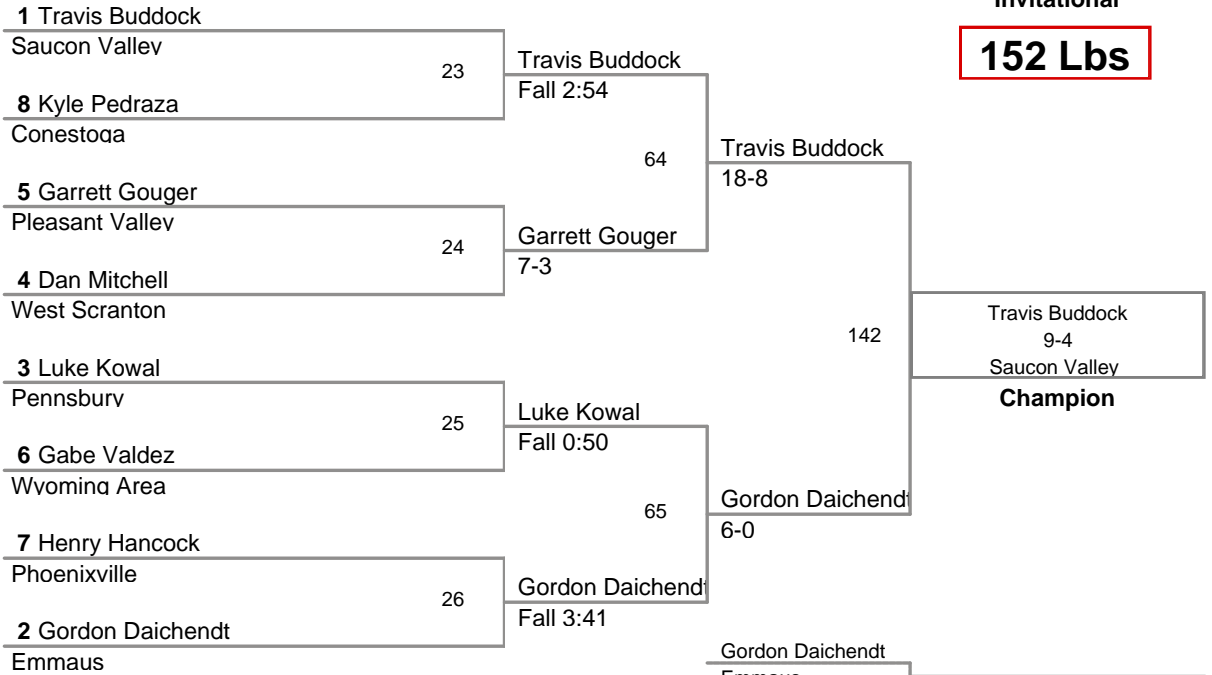 Invitational
152 Lbs
1 Travis Buddock
Saucon Valley
23
8 Kyle Pedraza
Conestoga
Travis Buddock
Fall 2:54
64
5 Garrett Gouger
Pleasant Valley
24
4 Dan Mitchell
West Scranton
Garrett Gouger
7-3
Travis Buddock
18-8
142
3 Luke Kowal
Pennsbury
25
6 Gabe Valdez
Wyoming Area
Luke Kowal
Fall 0:50
65
7 Henry Hancock
Phoenixville
26
2 Gordon Daichendt
Emmaus
Gordon Daichendt
Fall 3:41
Gordon Daichendt
6-0
Travis Buddock
9-4
Saucon Valley
Champion
Gordon Daichendt
Emmaus